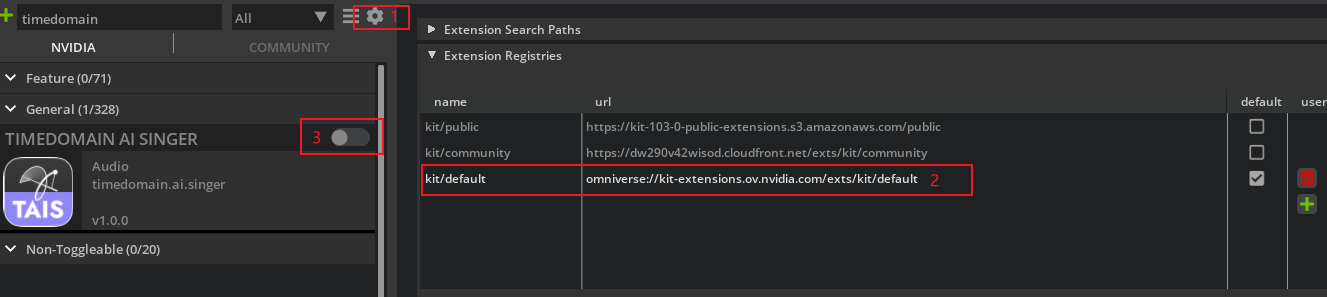 timedomain
All
1
NVIDIA
COMMUNITY
Feature (0/71)
General (1/328)
TIMEDOMAIN AI SINGER
3
Audio
timedomain.ai.singer
TAIS
v1.0.0
Non-Toggleable (0/20)
Extension Search Paths
Extension Registries
name url default user
kit/public https://kit-103-0-public-extensions.s3.amazonaws.com/public
kit/community https://dw290v42wisod.cloudfront.net/exts/kit/community
kit/default omniverse://kit-extensions.ov.nvidia.com/exts/kit/default 2